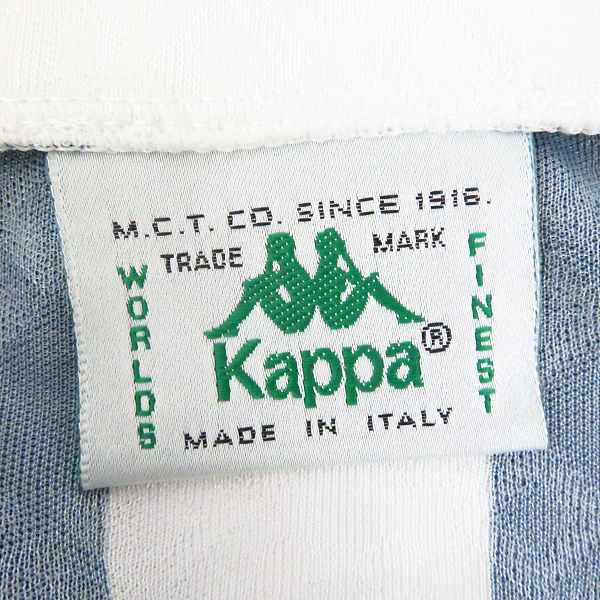 M.C.T. CO. SINCE 1916.
TRADE MARK
WORLDS
FINEST
Kappa®
MADE IN ITALY